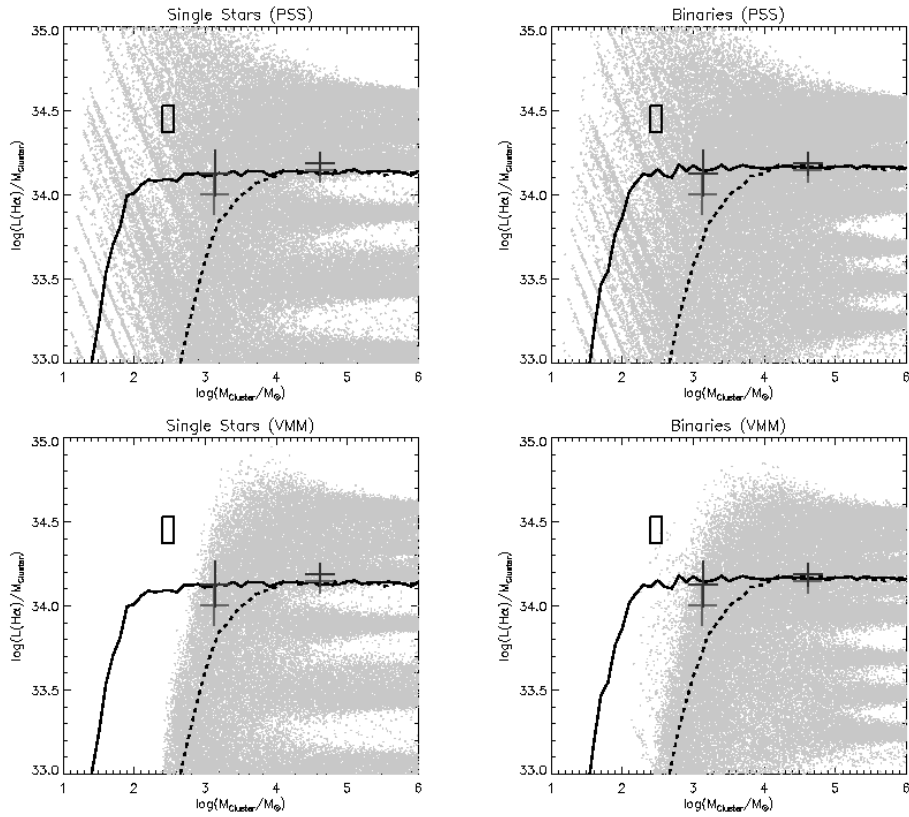 Single Stars (PSS)
Binaries (PSS)
35.0
34.5
34.0
33.5
33.0
log(L(Hα)/M_Cluster)
1 2 3 4 5 6
log(M_Cluster/M_⊙)
35.0
34.5
34.0
33.5
33.0
log(L(Hα)/M_Cluster)
1 2 3 4 5 6
log(M_Cluster/M_⊙)
Single Stars (VMM)
Binaries (VMM)
35.0
34.5
34.0
33.5
33.0
log(L(Hα)/M_Cluster)
1 2 3 4 5 6
log(M_Cluster/M_⊙)
35.0
34.5
34.0
33.5
33.0
log(L(Hα)/M_Cluster)
1 2 3 4 5 6
log(M_Cluster/M_⊙)